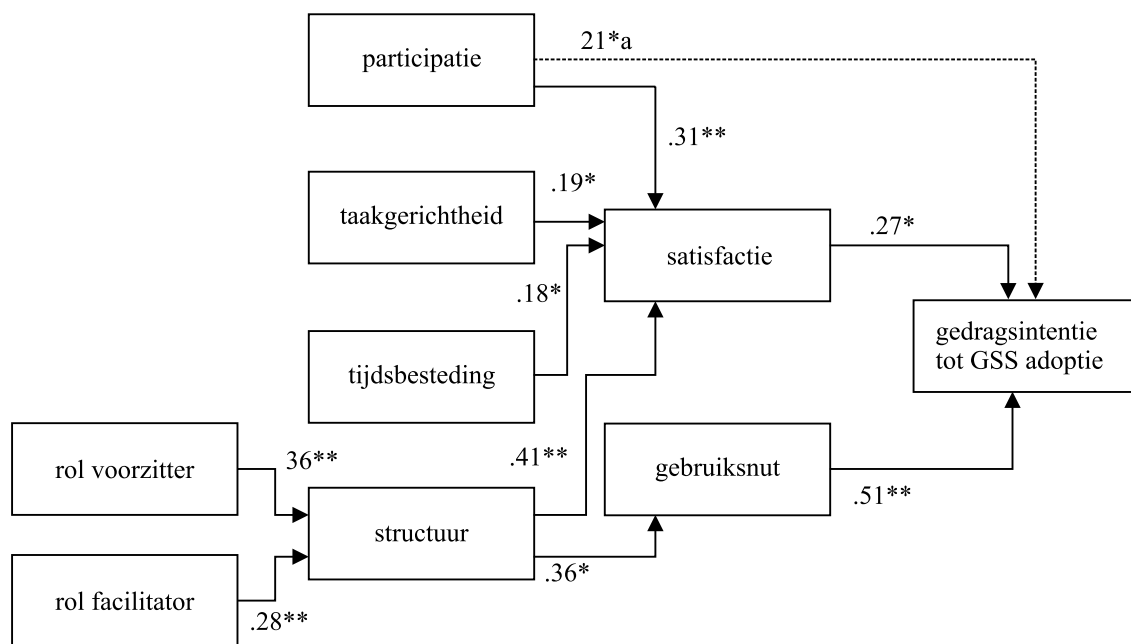 participatie
21*a
.31**
taakgerichtheid
.19*
satisfactie
.27*
.18*
gedragsintentie
tot GSS adoptie
tijdsbesteding
rol voorzitter
36**
.41**
gebruiksnut
.51**
structuur
.36*
rol facilitator
.28**